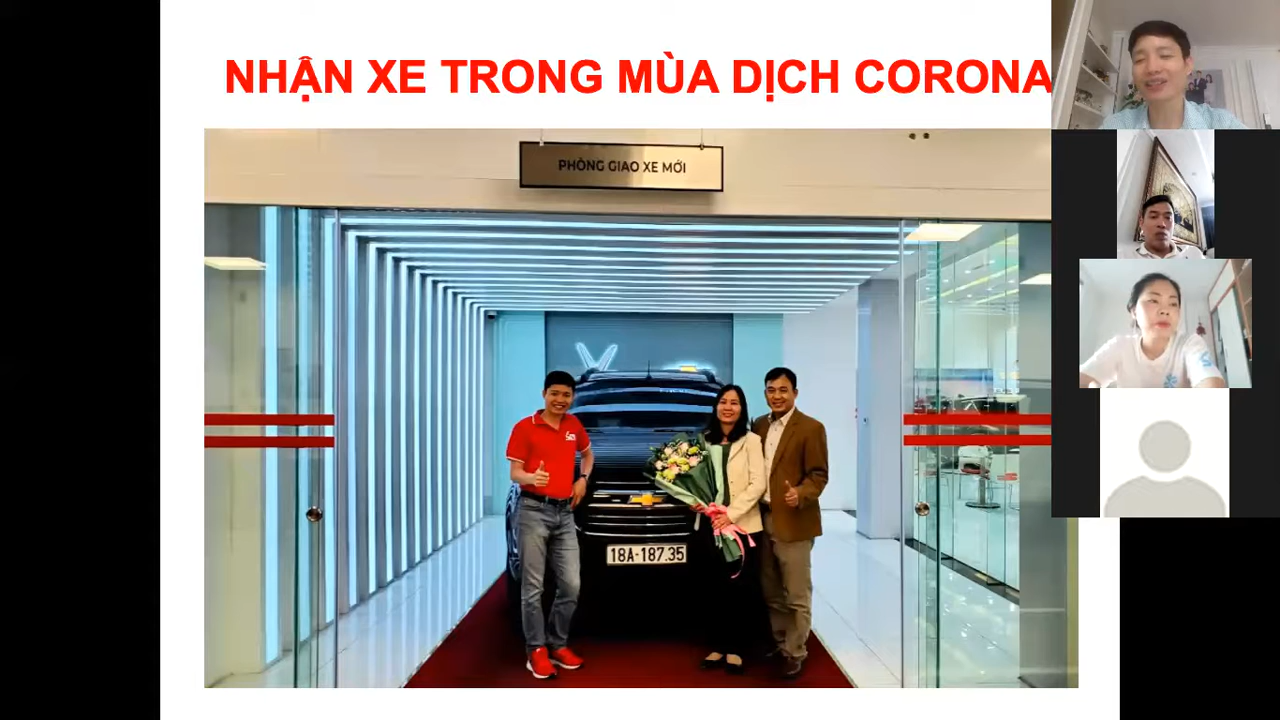 NHẬN XE TRONG MÙA DỊCH CORONA
PHÒNG GIAO XE MỚI
18A-187.35